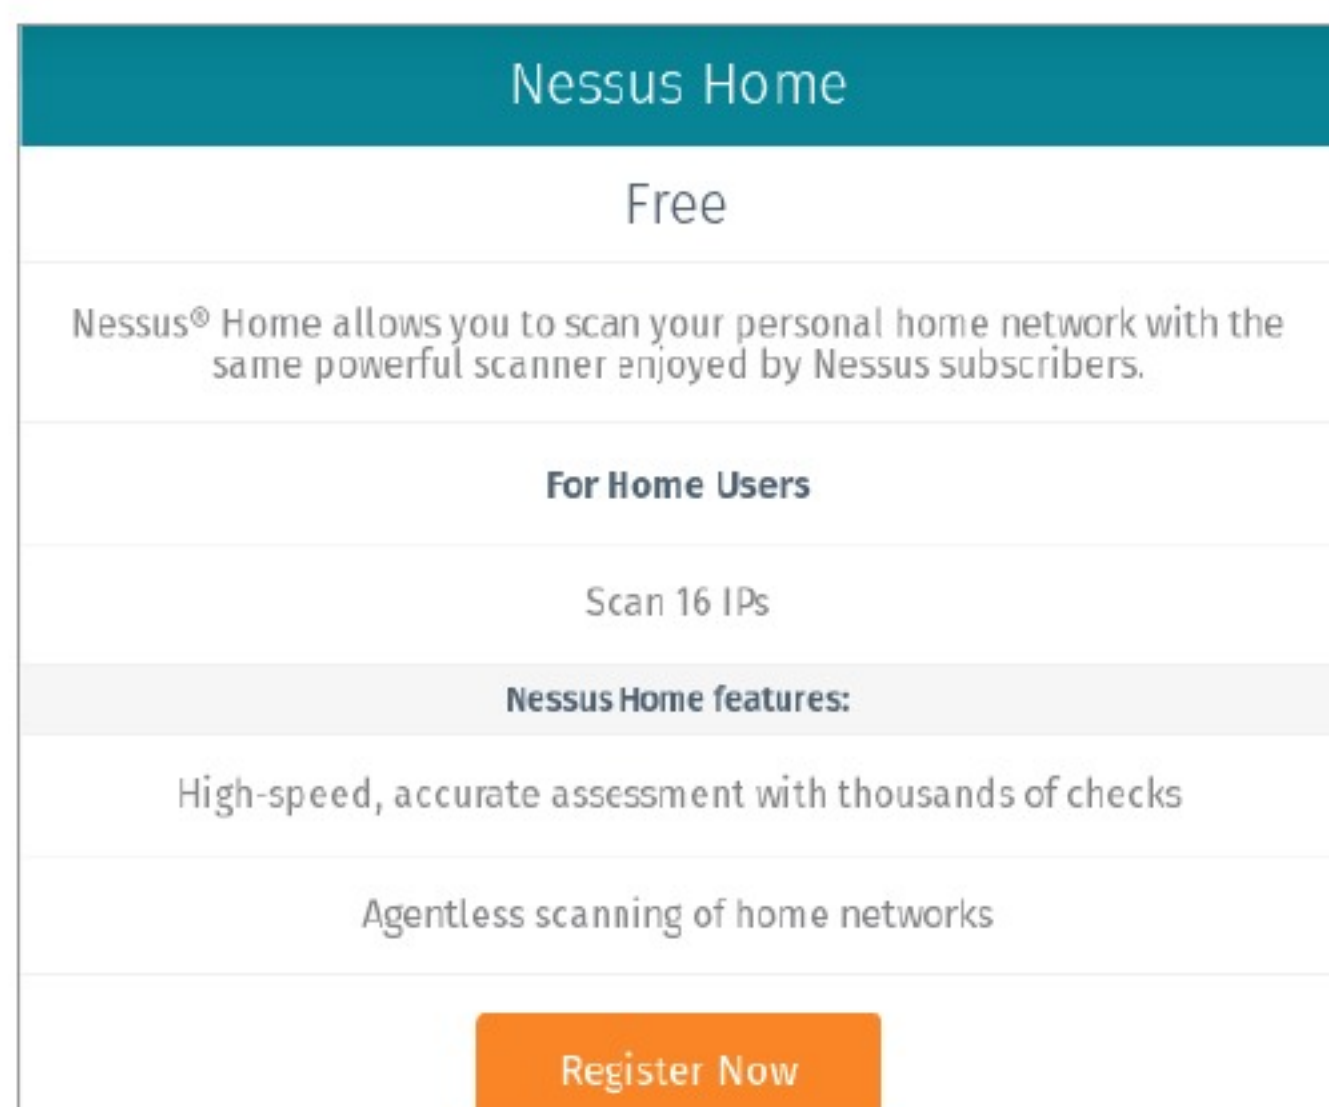 Nessus Home
Free
Nessus® Home allows you to scan your personal home network with the
same powerful scanner enjoyed by Nessus subscribers.
For Home Users
Scan 16 IPs
Nessus Home features:
High-speed, accurate assessment with thousands of checks
Agentless scanning of home networks
Register Now